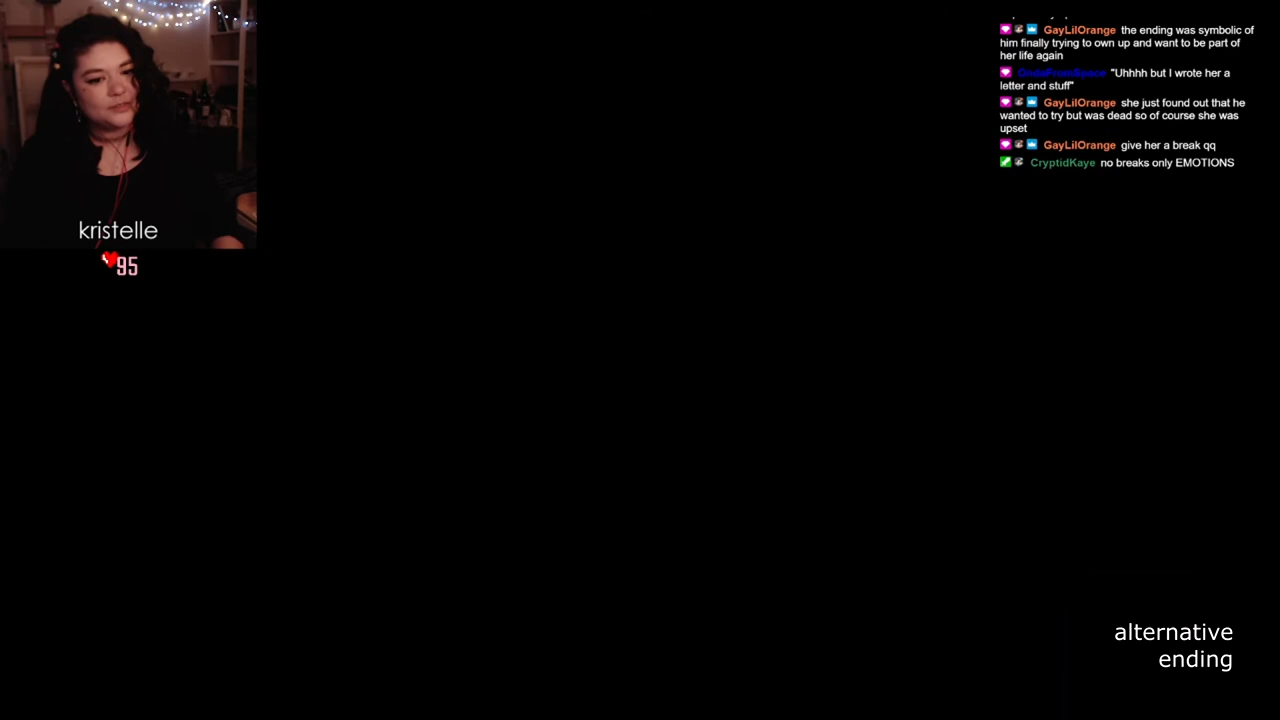 kristelle
95
GayLilOrange the ending was symbolic of
him finally trying to own up and want to be part of
her life again
"Uhhhh but I wrote her a
letter and stuff"
GayLilOrange she just found out that he
wanted to try but was dead so of course she was
upset
GayLilOrange give her a break qq
CryptidKaye no breaks only EMOTIONS
alternative
ending